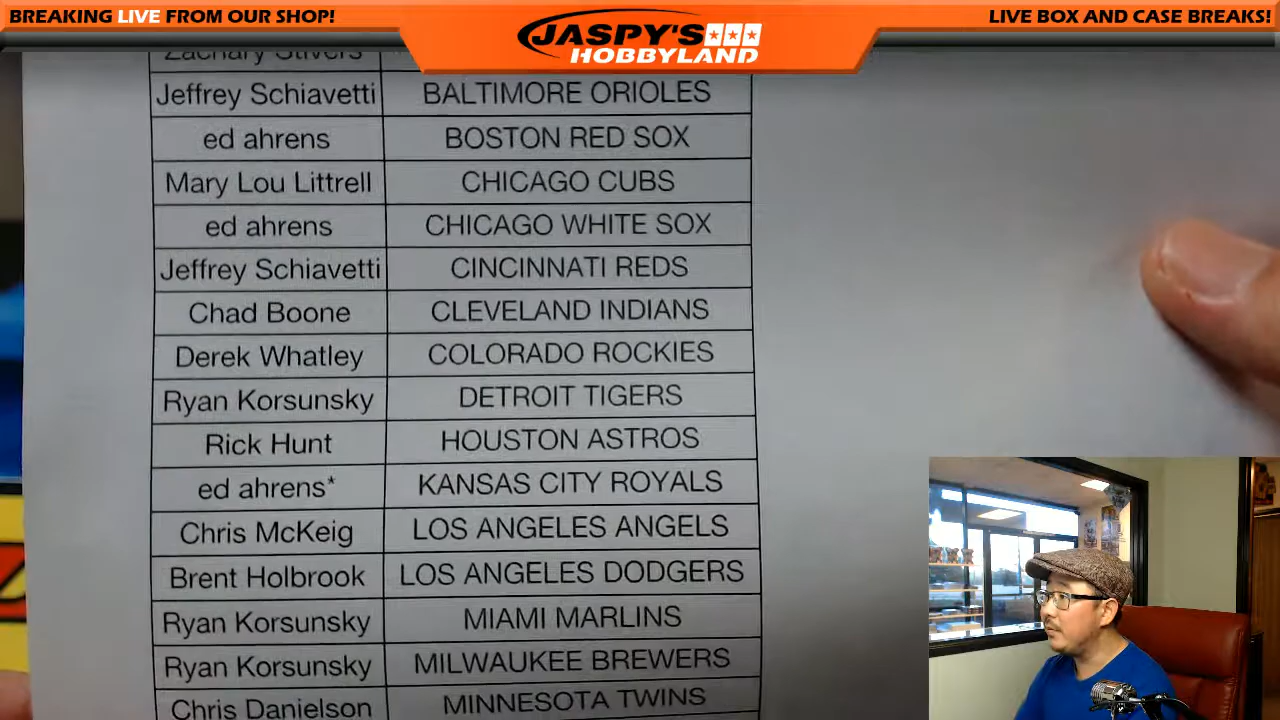 BREAKING LIVE FROM OUR SHOP!
JASPY'S
HOBBYLAND
LIVE BOX AND CASE BREAKS!
Zachary Stivers
Jeffrey Schiavetti BALTIMORE ORIOLES
ed ahrens BOSTON RED SOX
Mary Lou Littrell CHICAGO CUBS
ed ahrens CHICAGO WHITE SOX
Jeffrey Schiavetti CINCINNATI REDS
Chad Boone CLEVELAND INDIANS
Derek Whatley COLORADO ROCKIES
Ryan Korsunsky DETROIT TIGERS
Rick Hunt HOUSTON ASTROS
ed ahrens* KANSAS CITY ROYALS
Chris McKeig LOS ANGELES ANGELS
Brent Holbrook LOS ANGELES DODGERS
Ryan Korsunsky MIAMI MARLINS
Ryan Korsunsky MILWAUKEE BREWERS
Chris Danielson MINNESOTA TWINS